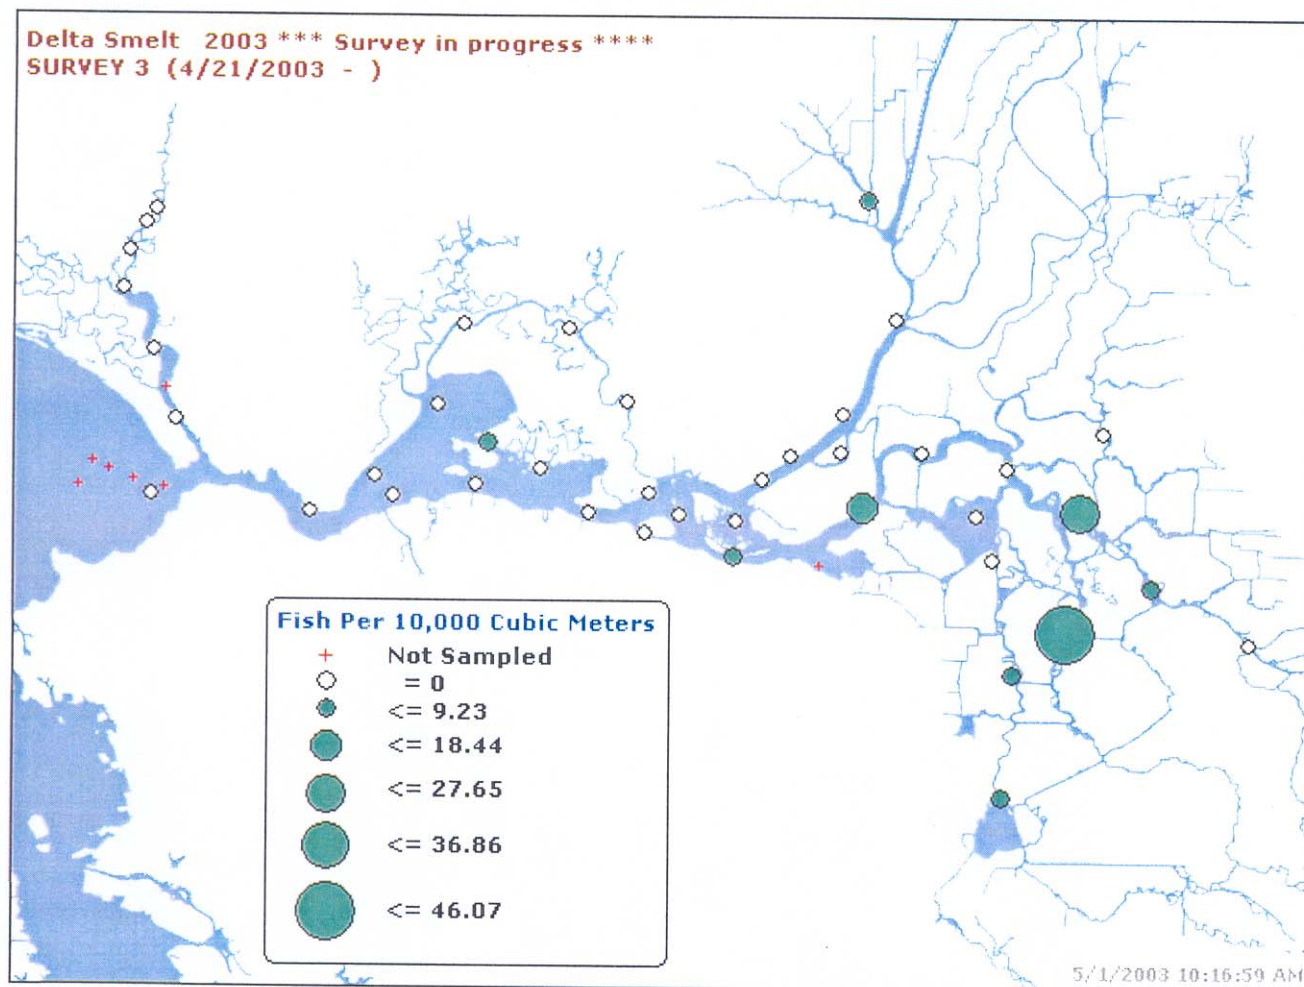 Delta Smelt 2003 *** Survey in progress ****
SURVEY 3 (4/21/2003 - )
Fish Per 10,000 Cubic Meters
+ Not Sampled
= 0
<= 9.23
<= 18.44
<= 27.65
<= 36.86
<= 46.07
5/1/2003 10:16:59 AM